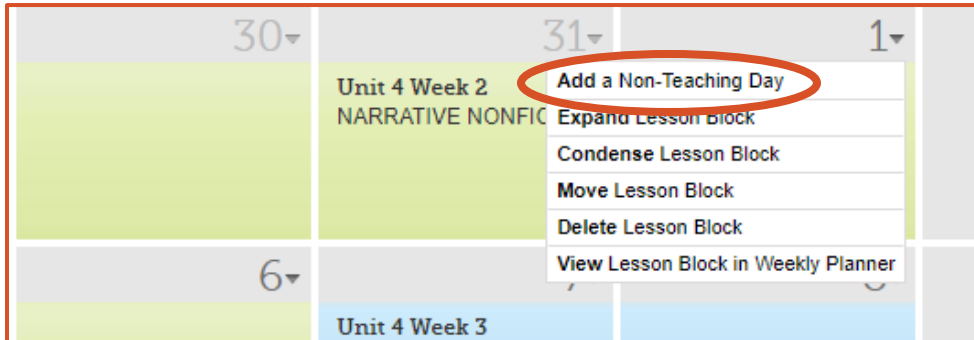 30
31
1
Unit 4 Week 2
NARRATIVE NONFIC
Add a Non-Teaching Day
Expand Lesson Block
Condense Lesson Block
Move Lesson Block
Delete Lesson Block
View Lesson Block in Weekly Planner
6
Unit 4 Week 3